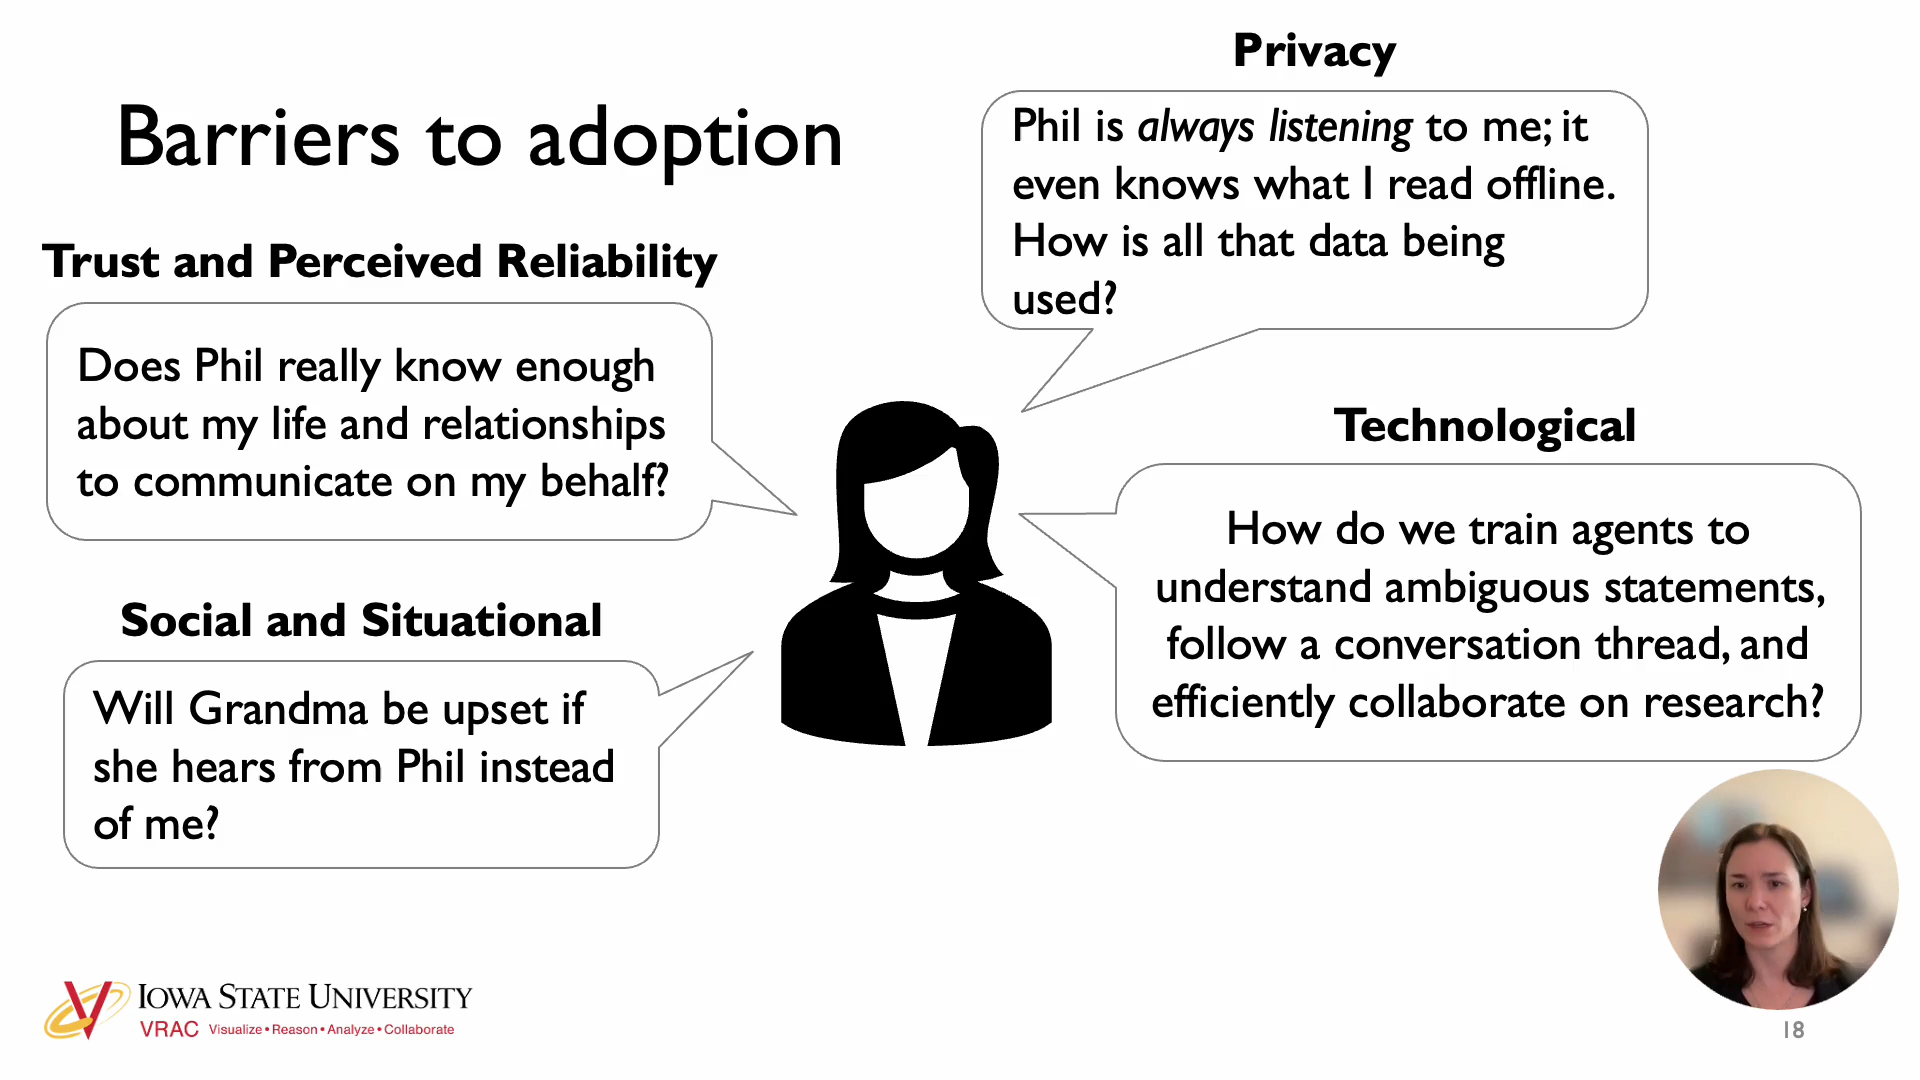 Barriers to adoption
Privacy
Phil is always listening to me; it
even knows what I read offline.
How is all that data being
used?
Trust and Perceived Reliability
Does Phil really know enough
about my life and relationships
to communicate on my behalf?
Technological
How do we train agents to
understand ambiguous statements,
follow a conversation thread, and
efficiently collaborate on research?
Social and Situational
Will Grandma be upset if
she hears from Phil instead
of me?
IOWA STATE UNIVERSITY
VRAC Visualize • Reason • Analyze • Collaborate
18